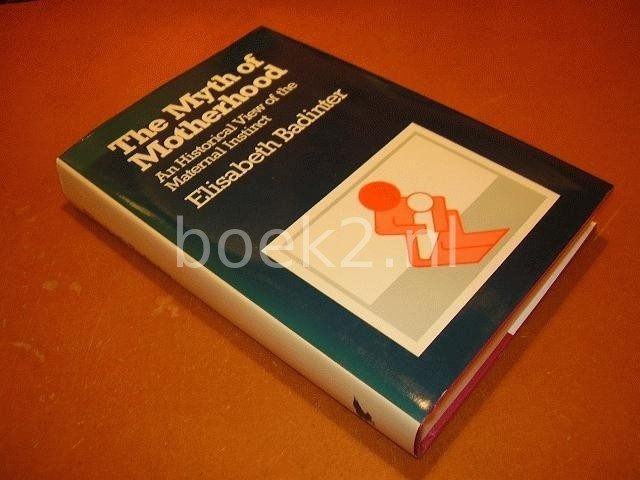 The Myth of
Motherhood
An Historical View of the
Maternal Instinct
Elisabeth Badinter
boek2.nl